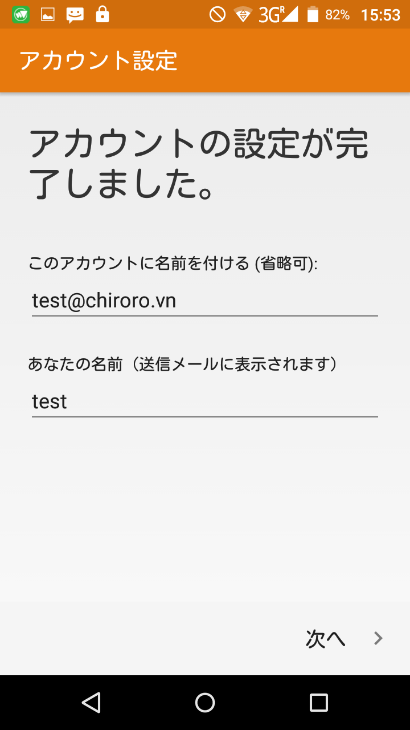 3G R 82% 15:53
アカウント設定
アカウントの設定が完
了しました。
このアカウントに名前を付ける (省略可):
test@chiroro.vn
あなたの名前（送信メールに表示されます）
test
次へ